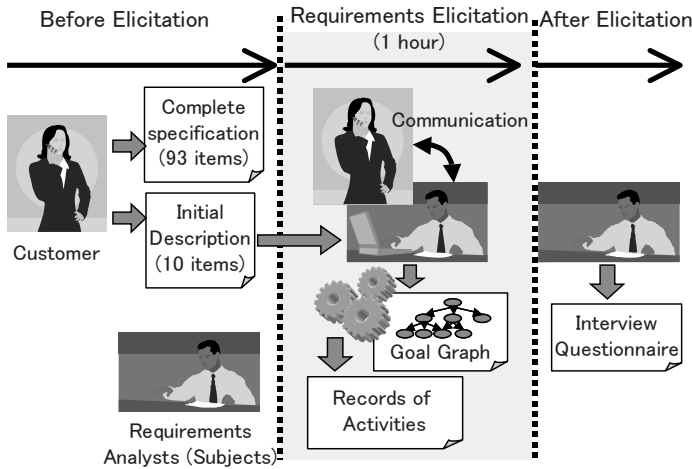 Before Elicitation
Requirements Elicitation
(1 hour)
After Elicitation
Complete
specification
(93 items)
Communication
Customer
Initial
Description
(10 items)
Goal Graph
Interview
Questionnaire
Records of
Activities
Requirements
Analysts (Subjects)